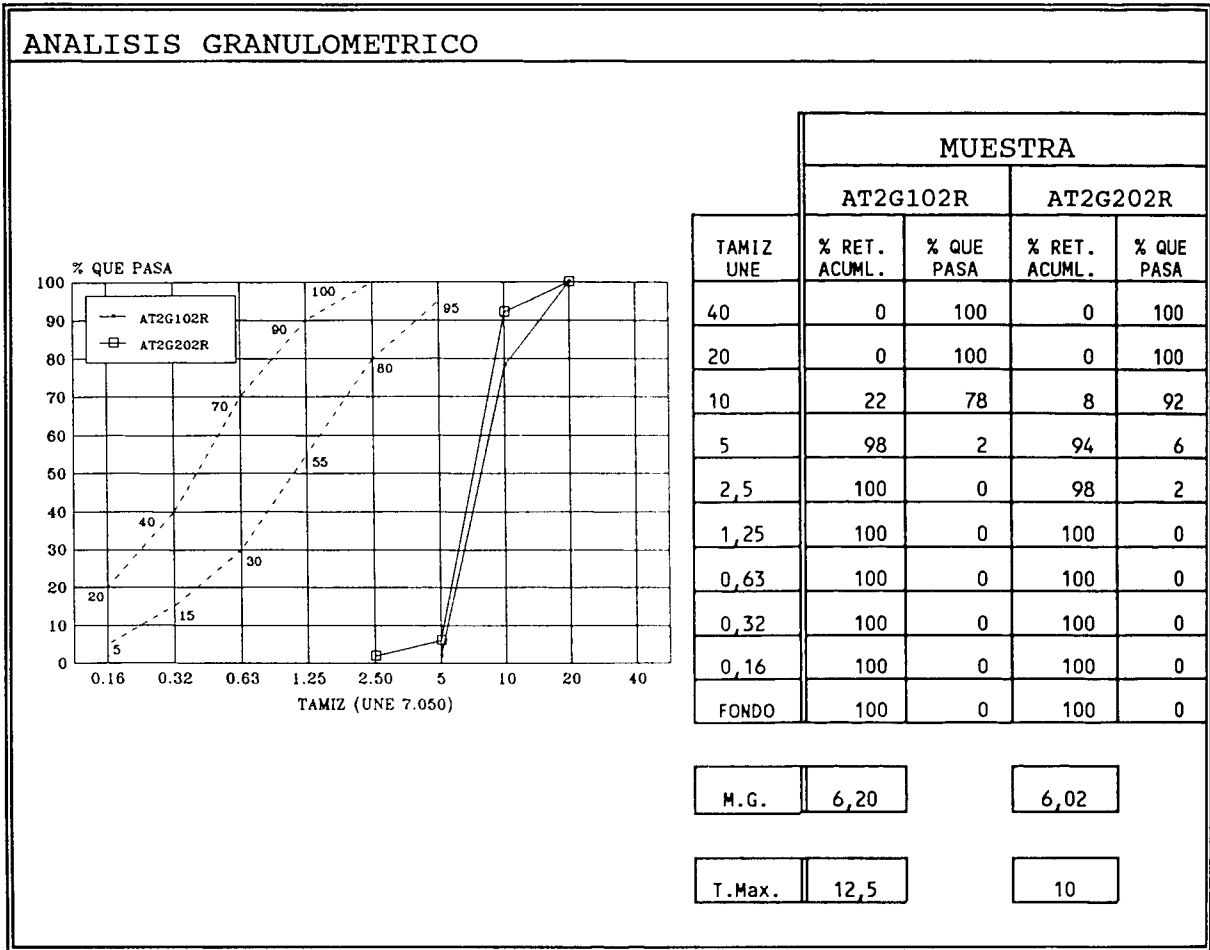 ANALISIS GRANULOMETRICO
% QUE PASA
100
90
80
70
60
50
40
30
20
10
0
AT2G102R
AT2G202R
100
90
70
40
20
95
80
55
30
15
5
0.16 0.32 0.63 1.25 2.50 5 10 20 40
TAMIZ (UNE 7.050)
MUESTRA
AT2G102R AT2G202R
TAMIZ UNE % RET. ACUML. % QUE PASA % RET. ACUML. % QUE PASA
40 0 100 0 100
20 0 100 0 100
10 22 78 8 92
5 98 2 94 6
2,5 100 0 98 2
1,25 100 0 100 0
0,63 100 0 100 0
0,32 100 0 100 0
0,16 100 0 100 0
FONDO 100 0 100 0
M.G. 6,20 6,02
T.Max. 12,5 10